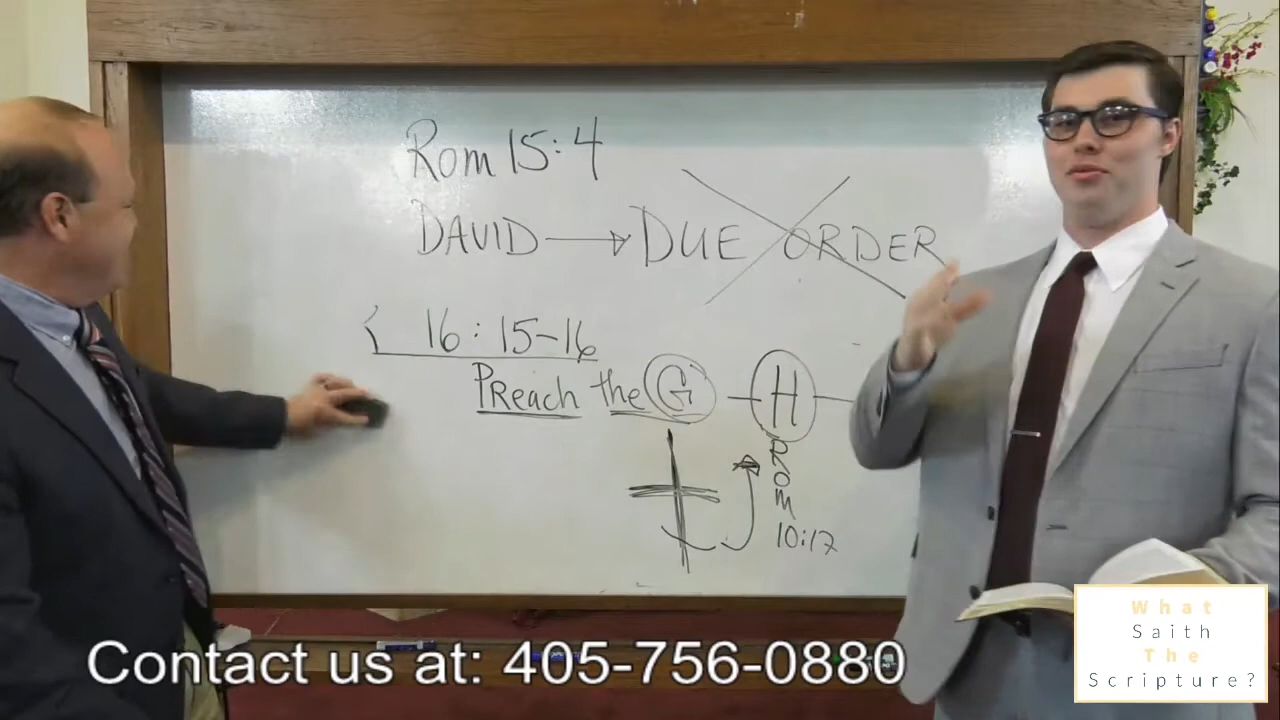 Rom 15:4
DAVID → DUE ORDER
16:15-16
PReach the G - H -
Rom
10:17
Contact us at: 405-756-0880
What
Saith
The
Scripture?